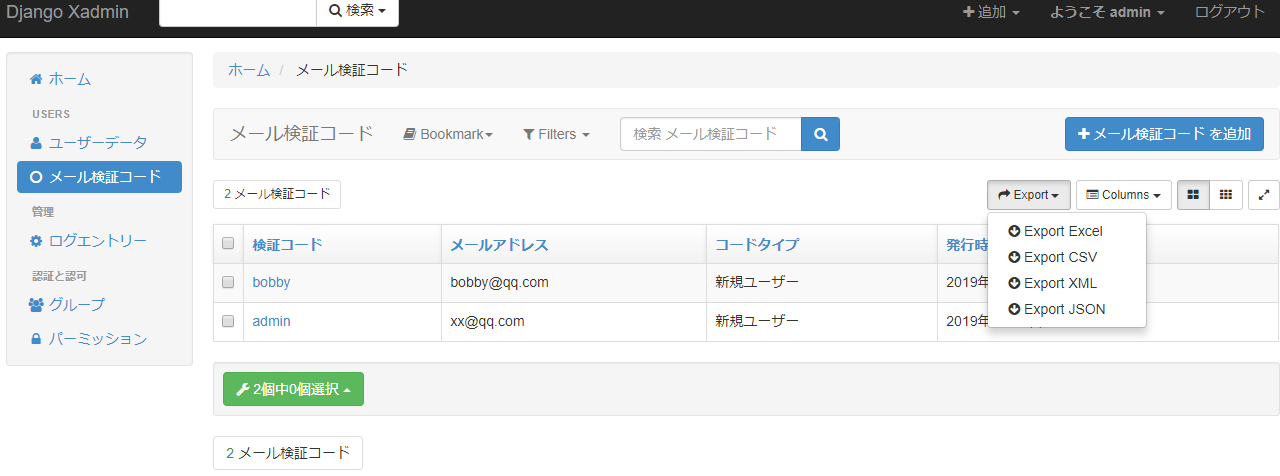 Django Xadmin 検索 追加 ようこそ admin ログアウト
ホーム
USERS
ユーザーデータ
メール検証コード
管理
ログエントリー
認証と認可
グループ
パーミッション
ホーム / メール検証コード
メール検証コード Bookmark Filters 検索 メール検証コード メール検証コード を追加
2 メール検証コード Export Columns
Export Excel
Export CSV
Export XML
Export JSON
検証コード メールアドレス コードタイプ 発行時
bobby bobby@qq.com 新規ユーザー 2019年
admin xx@qq.com 新規ユーザー 2019年
2個中0個選択
2 メール検証コード